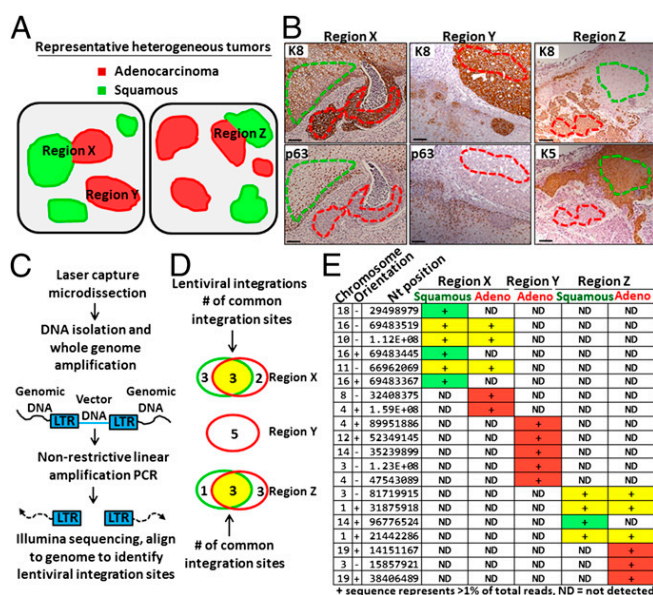 A
Representative heterogeneous tumors
Adenocarcinoma
Squamous
Region X
Region Y
Region Z
B
Region X
Region Y
Region Z
K8
K8
K8
p63
p63
K5
C
Laser capture
microdissection
DNA isolation and
whole genome
amplification
Genomic
DNA
Vector
DNA
Genomic
DNA
LTR
LTR
Non-restrictive linear
amplification PCR
LTR
LTR
Illumina sequencing, align
to genome to identify
lentiviral integration sites
D
Lentiviral integrations
# of common
integration sites
3 3 2 Region X
5 Region Y
1 3 3 Region Z
# of common
integration sites
E
Chromosome
Orientation
Nt position
Region X Region Y Region Z
Squamous Adeno Adeno Squamous Adeno
18 - 29498979 + ND ND ND ND
16 - 69483519 + + ND ND ND
10 - 1.12E+08 + + ND ND ND
16 + 69483445 + ND ND ND ND
11 - 66962069 + + ND ND ND
16 + 69483367 + ND ND ND ND
8 - 32408375 ND + ND ND ND
4 + 1.59E+08 ND + ND ND ND
4 + 89951886 ND ND + ND ND
12 + 52349145 ND ND + ND ND
14 - 35239899 ND ND + ND ND
3 - 1.23E+08 ND ND + ND ND
4 - 47543089 ND ND + ND ND
3 - 81719915 ND ND ND + +
1 + 31875918 ND ND ND + +
14 + 96776524 ND ND ND + ND
1 + 21442286 ND ND ND + +
19 + 14151167 ND ND ND ND +
3 - 15857921 ND ND ND ND +
19 + 38406489 ND ND ND ND +
+ sequence represents >1% of total reads, ND = not detected